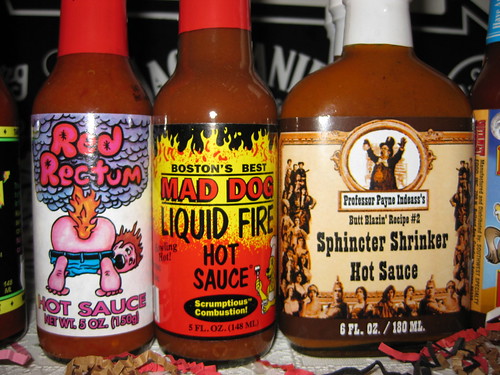 Red
Rectum
HOT SAUCE
NET WT. 5 OZ. (150g)
BOSTON'S BEST
MAD DOG
LIQUID FIRE
HOT
SAUCE
Scrumptious
Combustion!
5 FL. OZ. (148 ML)
Professor Payne Indeass's
Butt Blazin' Recipe #2
Sphincter Shrinker
Hot Sauce
6 FL. OZ. / 180 ML.